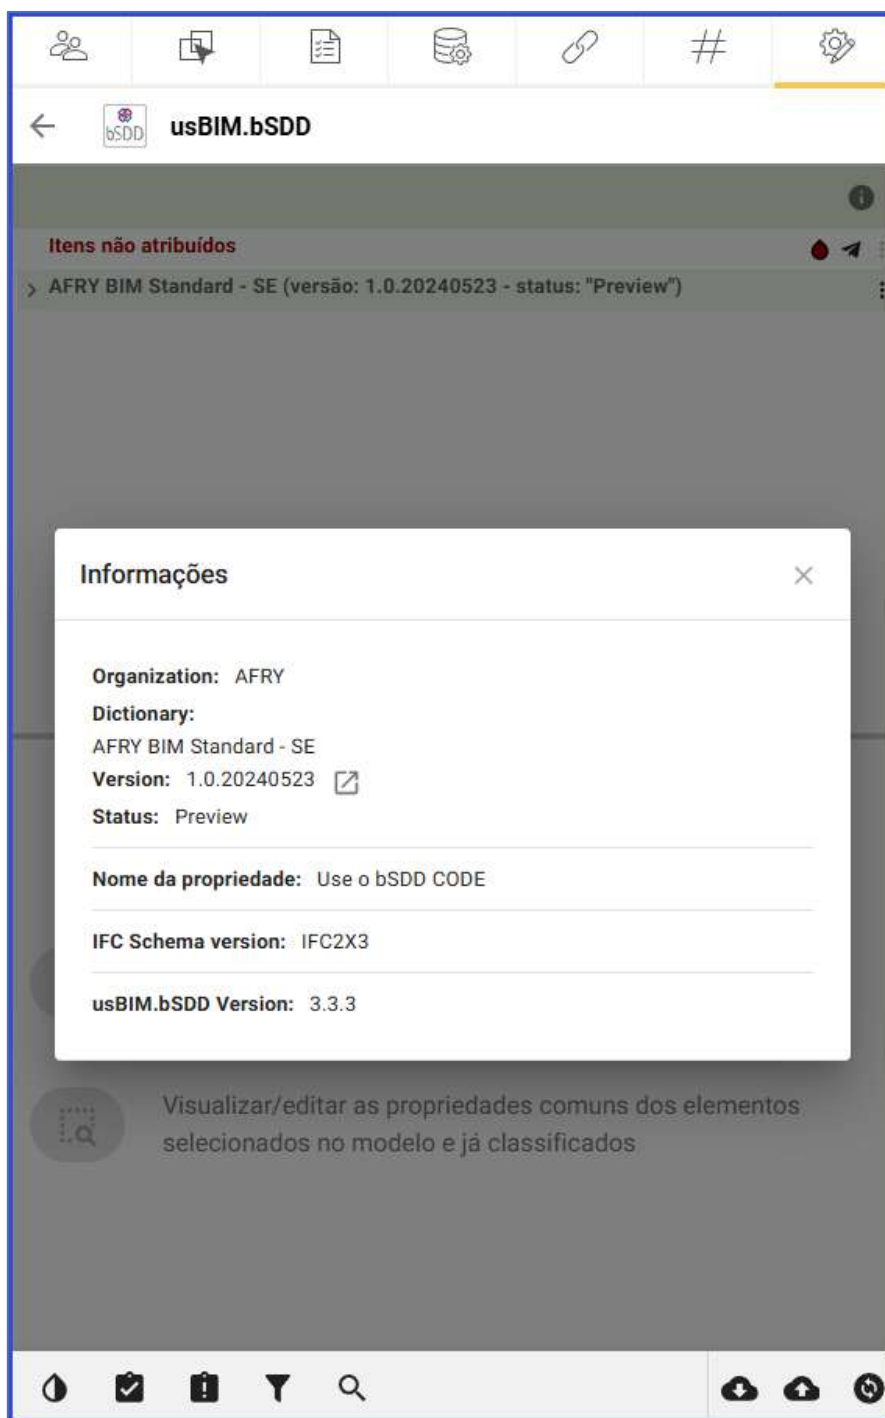 bSDD
usBIM.bSDD
Itens não atribuídos
AFRY BIM Standard - SE (versão: 1.0.20240523 - status: "Preview")
Informações
Organization: AFRY
Dictionary:
AFRY BIM Standard - SE
Version: 1.0.20240523
Status: Preview
Nome da propriedade: Use o bSDD CODE
IFC Schema version: IFC2X3
usBIM.bSDD Version: 3.3.3
Visualizar/editar as propriedades comuns dos elementos
selecionados no modelo e já classificados